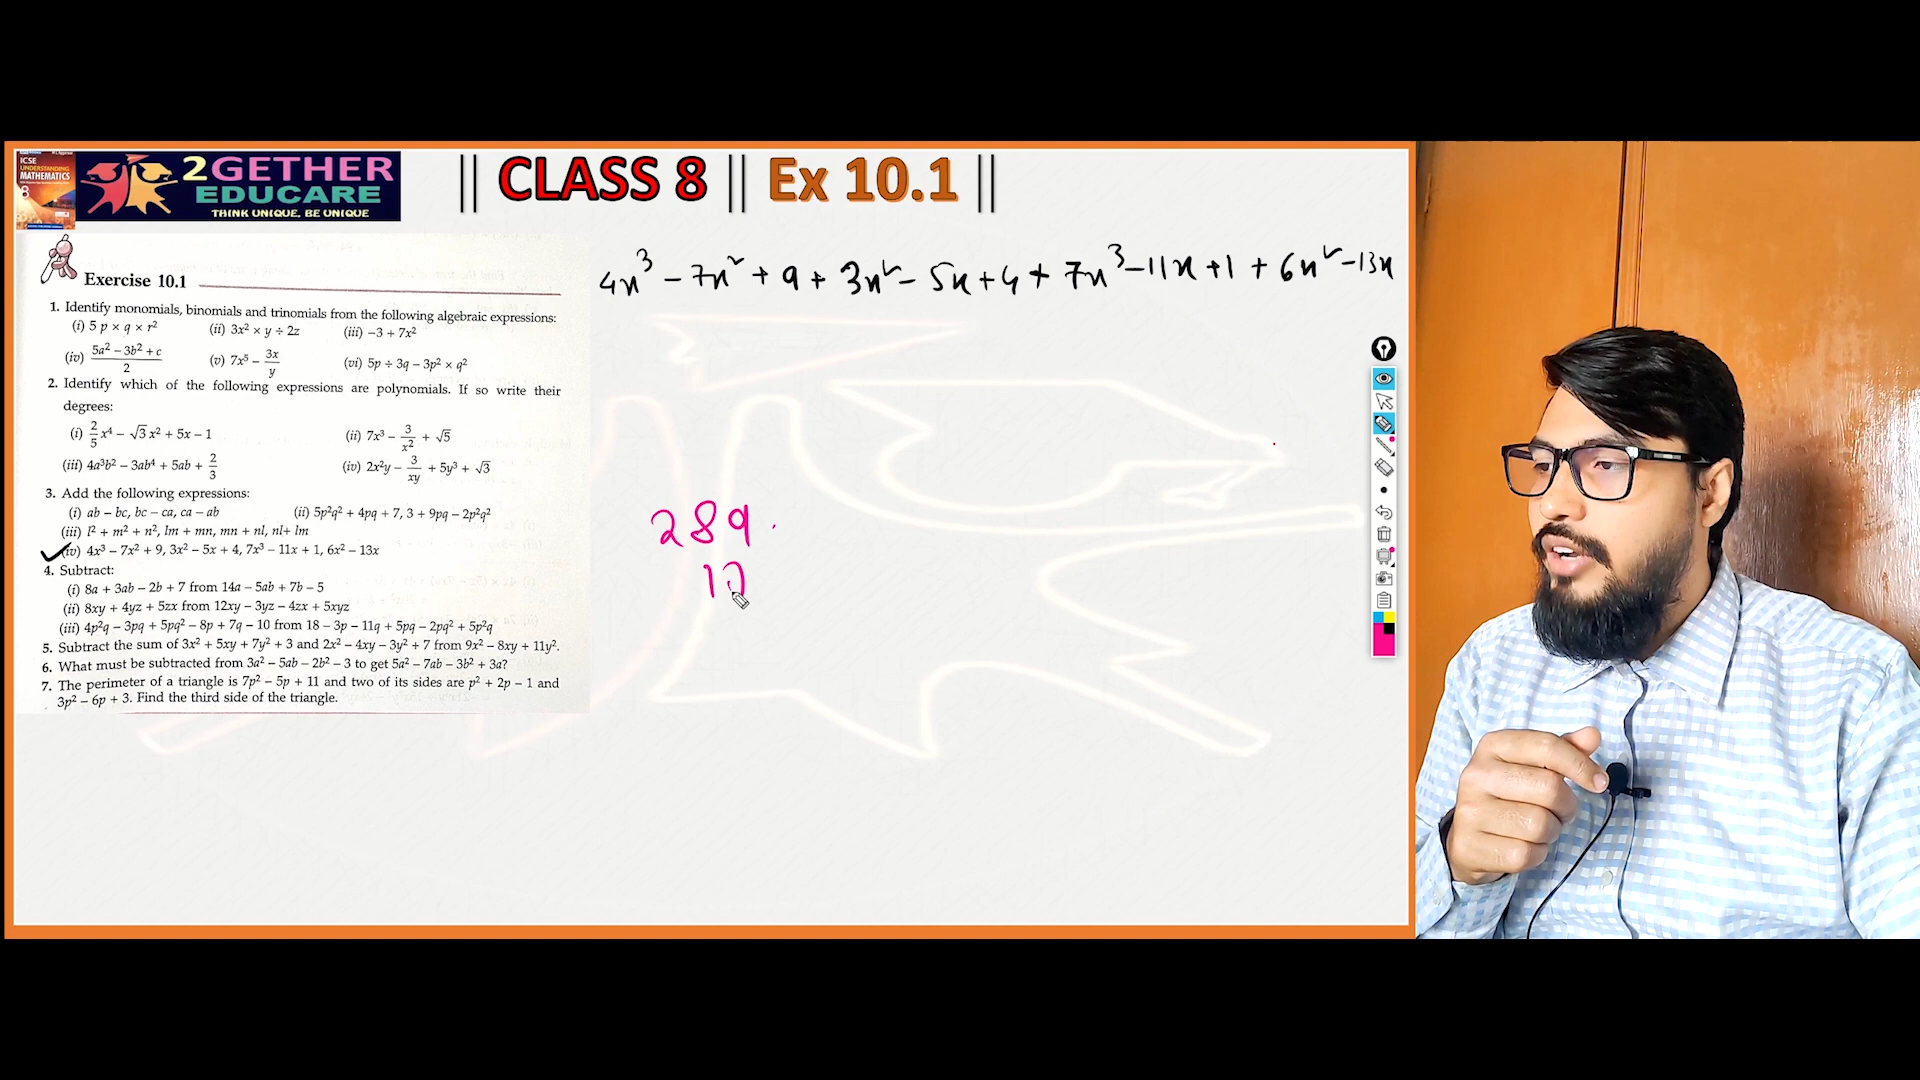 ICSE
UNDERSTANDING
MATHEMATICS
8
2GETHER
EDUCARE
THINK UNIQUE, BE UNIQUE
|| CLASS 8 || Ex 10.1 ||
4x³ – 7x² + 9 + 3x² – 5x + 4 + 7x³ – 11x + 1 + 6x² – 13x
Exercise 10.1
1. Identify monomials, binomials and trinomials from the following algebraic expressions:
(i) 5 p × q × r² (ii) 3x² × y ÷ 2z (iii) –3 + 7x²
(iv) (5a² – 3b² + c)/2 (v) 7x⁵ – 3x/y (vi) 5p ÷ 3q – 3p² × q²
2. Identify which of the following expressions are polynomials. If so write their
degrees:
(i) 2/5 x⁴ – √3 x² + 5x – 1 (ii) 7x³ – 3/x² + √5
(iii) 4a³b² – 3ab⁴ + 5ab + 2/3 (iv) 2x²y – 3/xy + 5y³ + √3
3. Add the following expressions:
(i) ab – bc, bc – ca, ca – ab (ii) 5p²q² + 4pq + 7, 3 + 9pq – 2p²q²
(iii) l² + m² + n², lm + mn, mn + nl, nl + lm
(iv) 4x³ – 7x² + 9, 3x² – 5x + 4, 7x³ – 11x + 1, 6x² – 13x
4. Subtract:
(i) 8a + 3ab – 2b + 7 from 14a – 5ab + 7b – 5
(ii) 8xy + 4yz + 5zx from 12xy – 3yz – 4zx + 5xyz
(iii) 4p²q – 3pq + 5pq² – 8p + 7q – 10 from 18 – 3p – 11q + 5pq – 2pq² + 5p²q
5. Subtract the sum of 3x² + 5xy + 7y² + 3 and 2x² – 4xy – 3y² + 7 from 9x² – 8xy + 11y².
6. What must be subtracted from 3a² – 5ab – 2b² – 3 to get 5a² – 7ab – 3b² + 3a?
7. The perimeter of a triangle is 7p² – 5p + 11 and two of its sides are p² + 2p – 1 and
3p² – 6p + 3. Find the third side of the triangle.
289